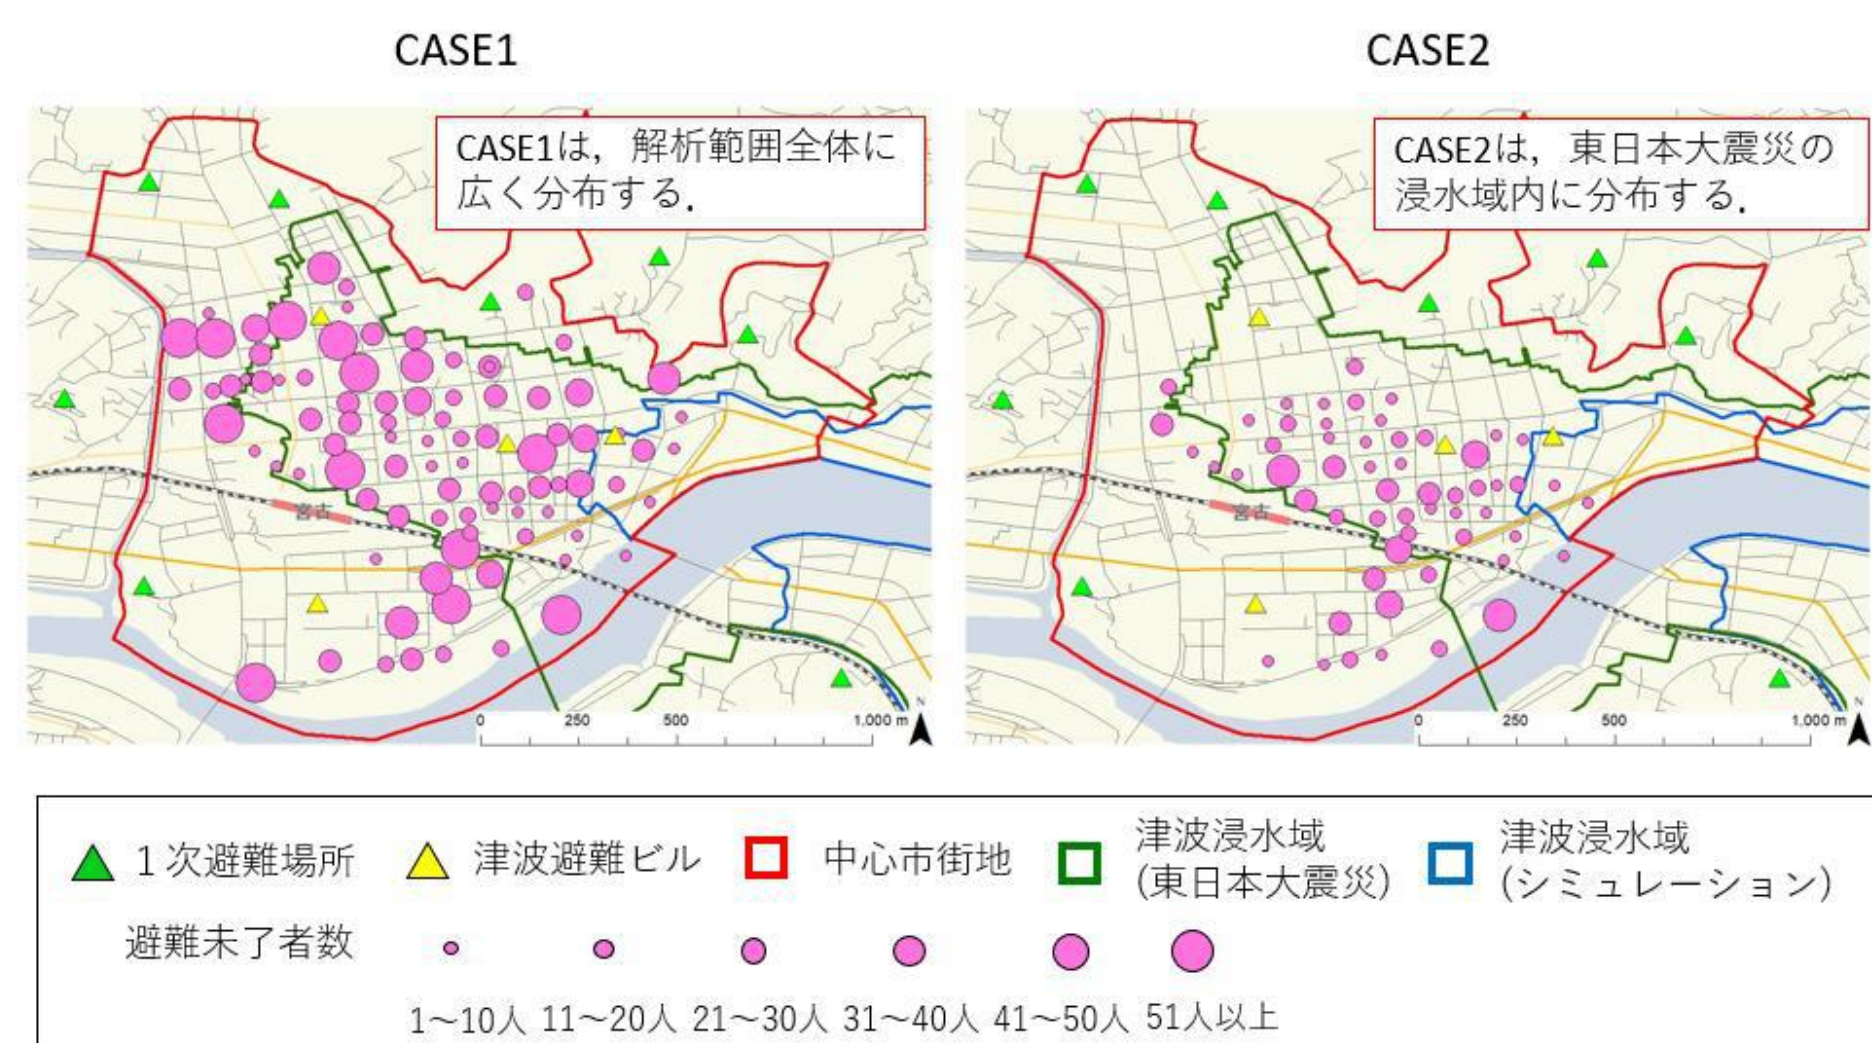 CASE1
CASE2
CASE1は，解析範囲全体に
広く分布する．
CASE2は，東日本大震災の
浸水域内に分布する．
宮古
宮古
N
0 250 500 1,000 m
N
0 250 500 1,000 m
１次避難場所
津波避難ビル
中心市街地
津波浸水域
(東日本大震災)
津波浸水域
(シミュレーション)
避難未了者数
1～10人 11～20人 21～30人 31～40人 41～50人 51人以上